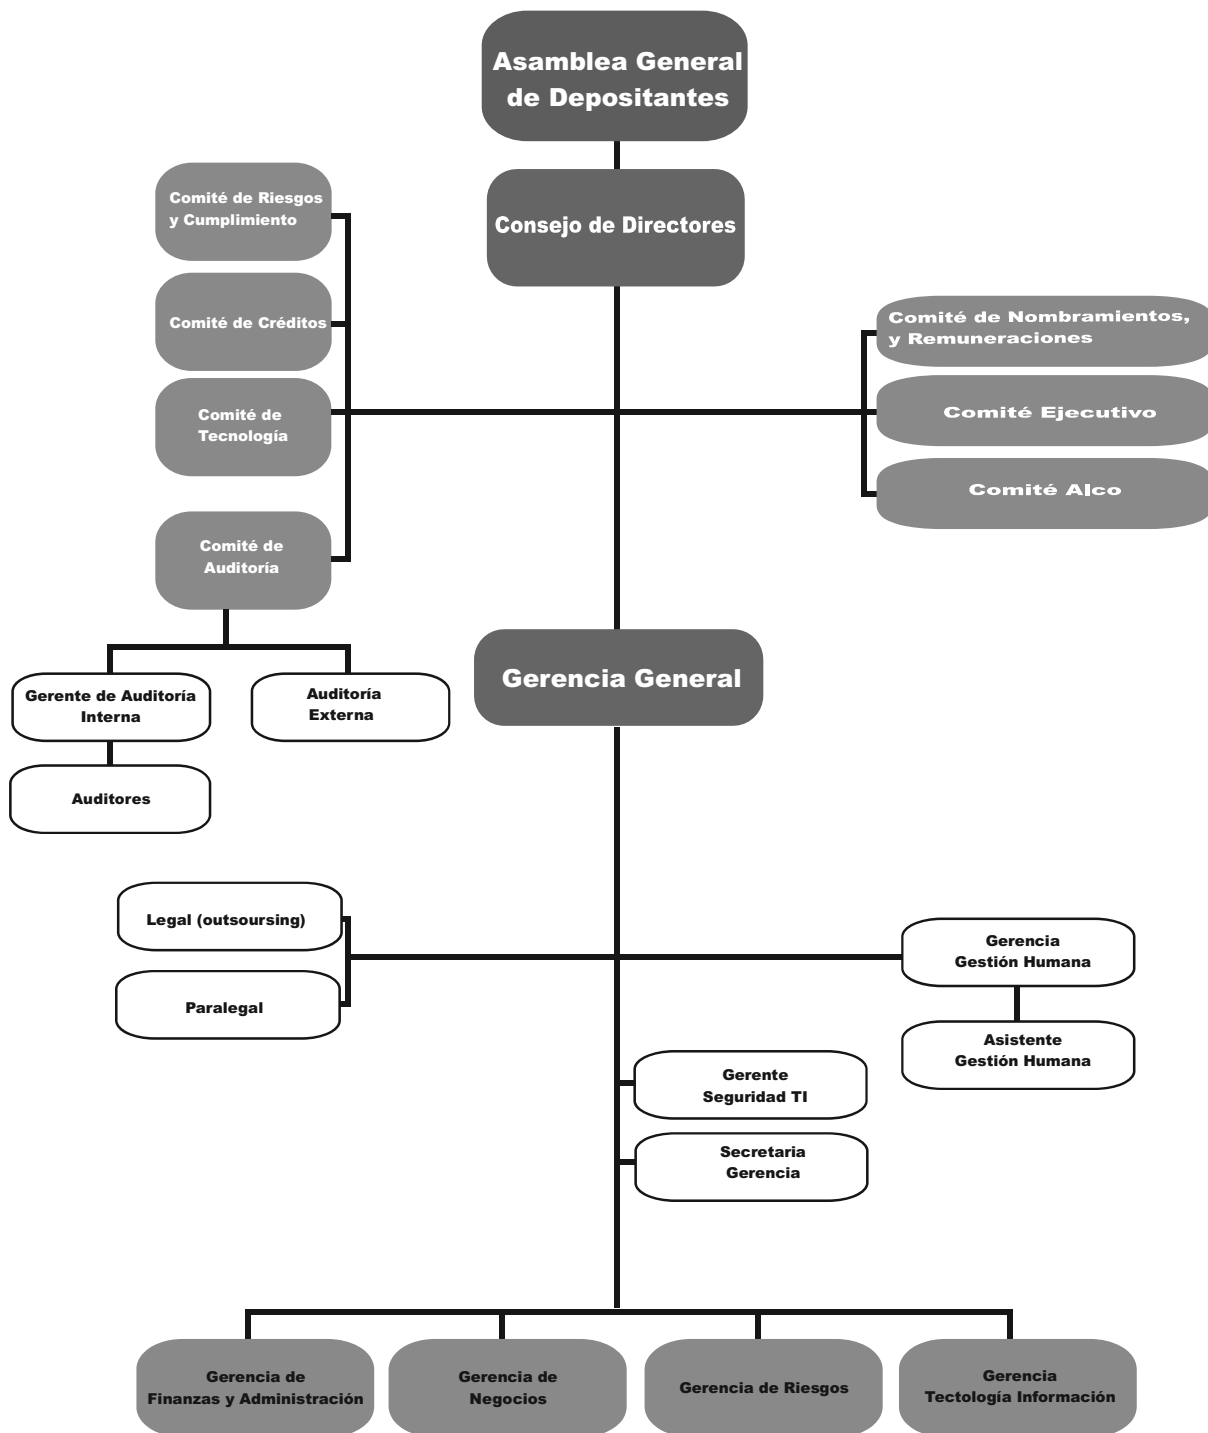 Asamblea General
de Depositantes
Consejo de Directores
Comité de Riesgos
y Cumplimiento
Comité de Créditos
Comité de
Tecnología
Comité de
Auditoría
Comité de Nombramientos,
y Remuneraciones
Comité Ejecutivo
Comité Alco
Gerente de Auditoría
Interna
Auditoría
Externa
Auditores
Gerencia General
Legal (outsoursing)
Paralegal
Gerencia
Gestión Humana
Asistente
Gestión Humana
Gerente
Seguridad TI
Secretaria
Gerencia
Gerencia de
Finanzas y Administración
Gerencia de
Negocios
Gerencia de Riesgos
Gerencia
Tectología Información